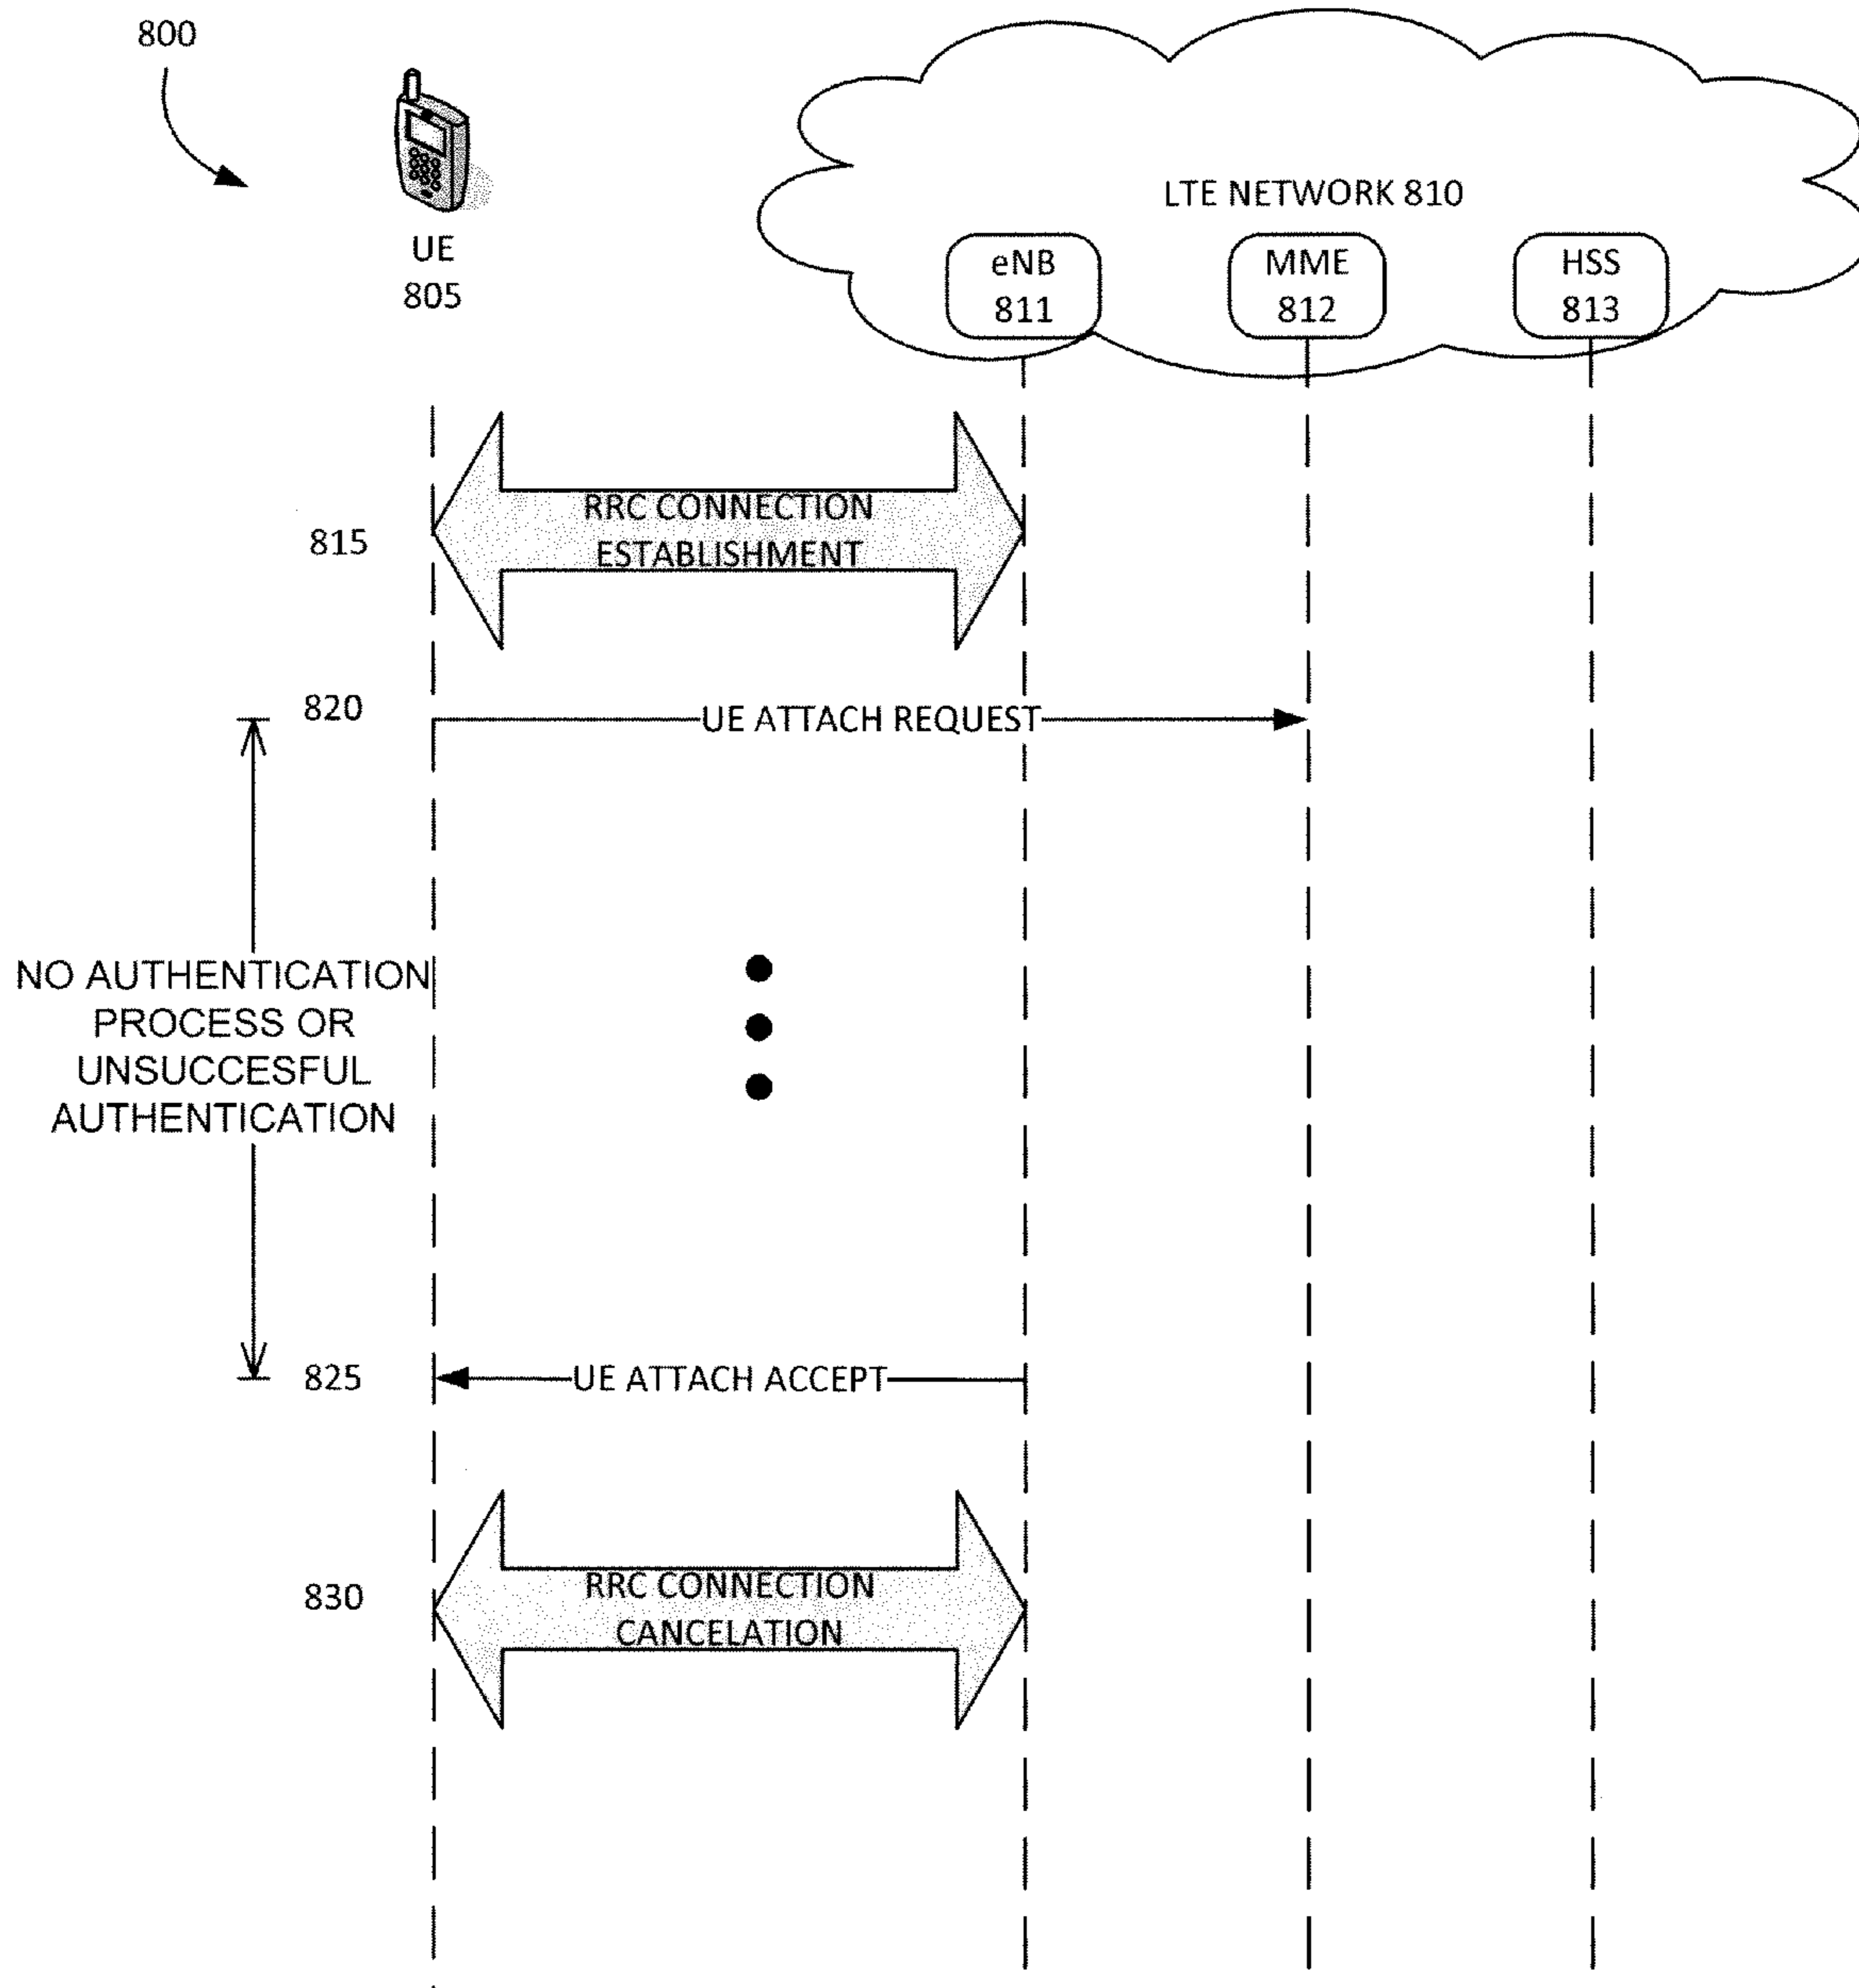 800
LTE NETWORK 810
UE
805
eNB
811
MME
812
HSS
813
815
RRC CONNECTION
ESTABLISHMENT
820
UE ATTACH REQUEST
NO AUTHENTICATION
PROCESS OR
UNSUCCESFUL
AUTHENTICATION
825
UE ATTACH ACCEPT
830
RRC CONNECTION
CANCELATION